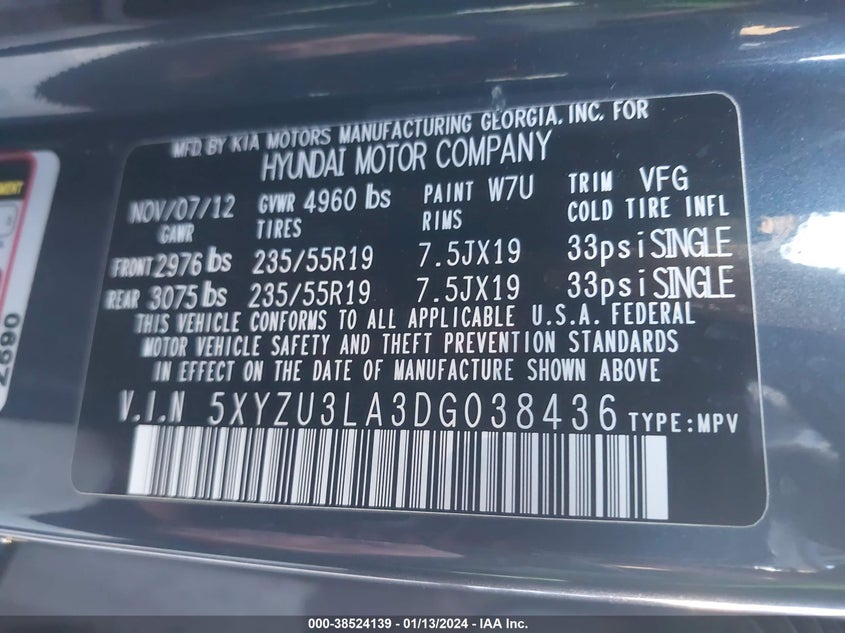 MFD. BY KIA MOTORS MANUFACTURING GEORGIA, INC. FOR
HYUNDAI MOTOR COMPANY
NOV/07/12 GVWR 4960 lbs PAINT W7U TRIM VFG
GAWR TIRES RIMS COLD TIRE INFL
FRONT 2976 lbs 235/55R19 7.5JX19 33psi SINGLE
REAR 3075 lbs 235/55R19 7.5JX19 33psi SINGLE
THIS VEHICLE CONFORMS TO ALL APPLICABLE U.S.A. FEDERAL
MOTOR VEHICLE SAFETY AND THEFT PREVENTION STANDARDS
IN EFFECT ON THE DATE OF MANUFACTURE SHOWN ABOVE
V.I.N 5XYZU3LA3DG038436 TYPE:MPV
2690
000-38524139 - 01/13/2024 - IAA Inc.